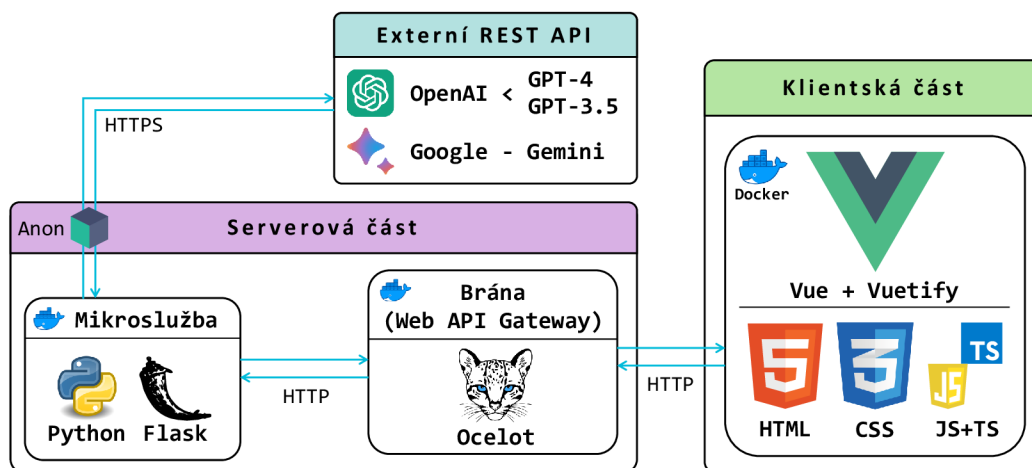 Externí REST API
OpenAI < GPT-4
GPT-3.5
Google - Gemini
HTTPS
Klientská část
Docker
Vue + Vuetify
HTML
CSS
TS
JS
JS+TS
Anon
Serverová část
Mikroslužba
Python
Flask
HTTP
Brána
(Web API Gateway)
Ocelot
HTTP